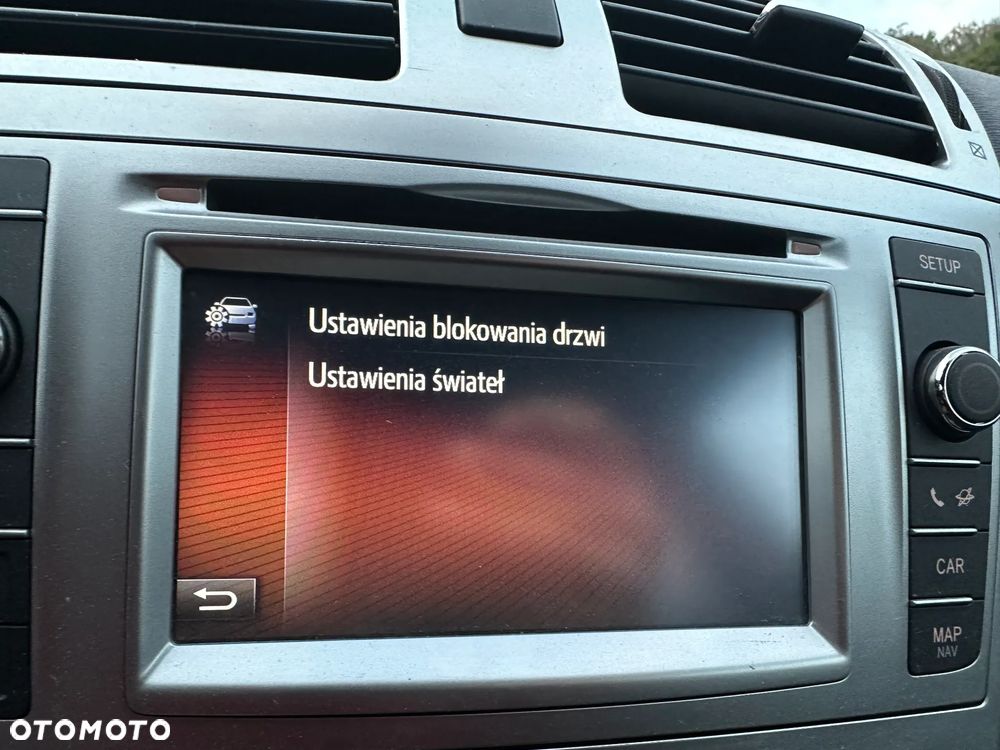 SETUP
Ustawienia blokowania drzwi
Ustawienia świateł
CAR
MAP
NAV
OTOMOTO